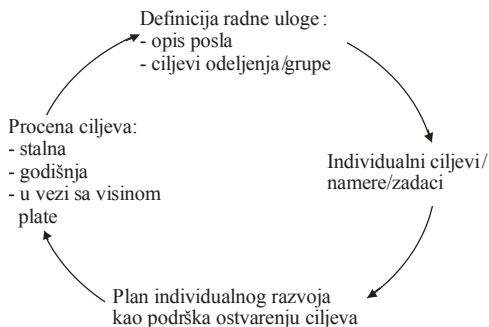 Definicija radne uloge:
- opis posla
- ciljevi odeljenja/grupe
Individualni ciljevi/
namere/zadaci
Plan individualnog razvoja
kao podrška ostvarenju ciljeva
Procena ciljeva:
- stalna
- godišnja
- u vezi sa visinom
plate